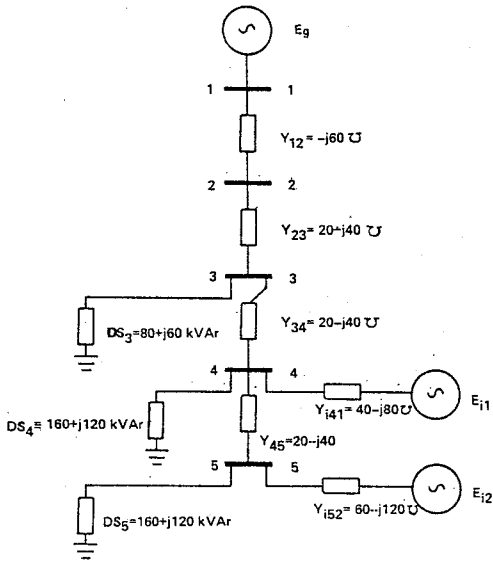 Eg
1 1
Y12= -j60 ℧
2 2
Y23= 20-j40 ℧
3 3
DS3=80+j60 kVAr
Y34= 20-j40 ℧
4 4
DS4= 160+j120 kVAr
Yi41= 40-j80℧
Ei1
Y45=20--j40
5 5
DS5=160+j120 kVAr
Yi52= 60--j120℧
Ei2